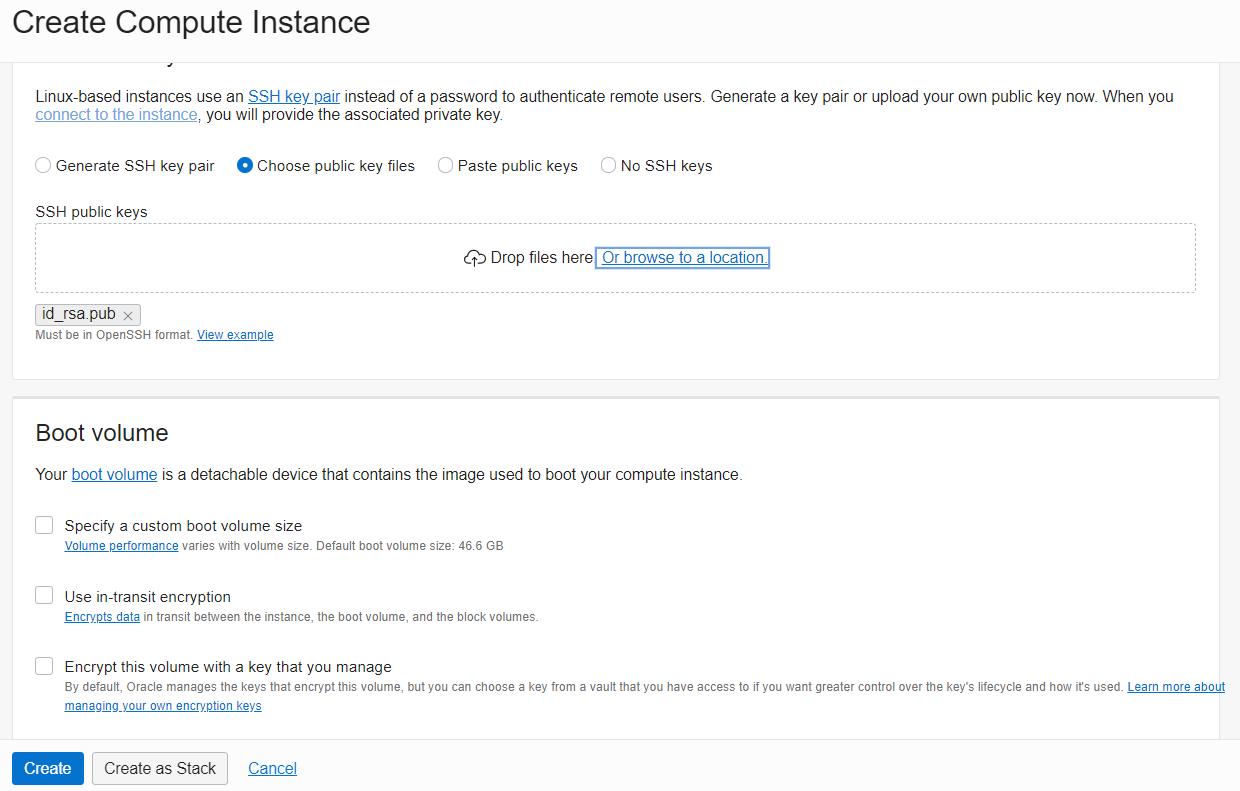 Create Compute Instance
Linux-based instances use an SSH key pair instead of a password to authenticate remote users. Generate a key pair or upload your own public key now. When you
connect to the instance, you will provide the associated private key.
Generate SSH key pair Choose public key files Paste public keys No SSH keys
SSH public keys
Drop files here Or browse to a location.
id_rsa.pub
Must be in OpenSSH format. View example
Boot volume
Your boot volume is a detachable device that contains the image used to boot your compute instance.
Specify a custom boot volume size
Volume performance varies with volume size. Default boot volume size: 46.6 GB
Use in-transit encryption
Encrypts data in transit between the instance, the boot volume, and the block volumes.
Encrypt this volume with a key that you manage
By default, Oracle manages the keys that encrypt this volume, but you can choose a key from a vault that you have access to if you want greater control over the key's lifecycle and how it's used. Learn more about
managing your own encryption keys
Create Create as Stack Cancel